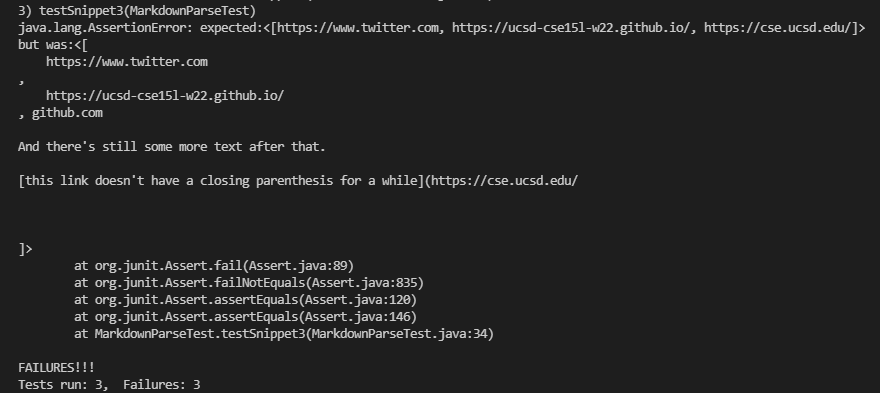 3) testSnippet3(MarkdownParseTest)
java.lang.AssertionError: expected:<[https://www.twitter.com, https://ucsd-cse15l-w22.github.io/, https://cse.ucsd.edu/]>
but was:<[
    https://www.twitter.com
,
    https://ucsd-cse15l-w22.github.io/
, github.com

And there's still some more text after that.

[this link doesn't have a closing parenthesis for a while](https://cse.ucsd.edu/



]>
        at org.junit.Assert.fail(Assert.java:89)
        at org.junit.Assert.failNotEquals(Assert.java:835)
        at org.junit.Assert.assertEquals(Assert.java:120)
        at org.junit.Assert.assertEquals(Assert.java:146)
        at MarkdownParseTest.testSnippet3(MarkdownParseTest.java:34)

FAILURES!!!
Tests run: 3,  Failures: 3